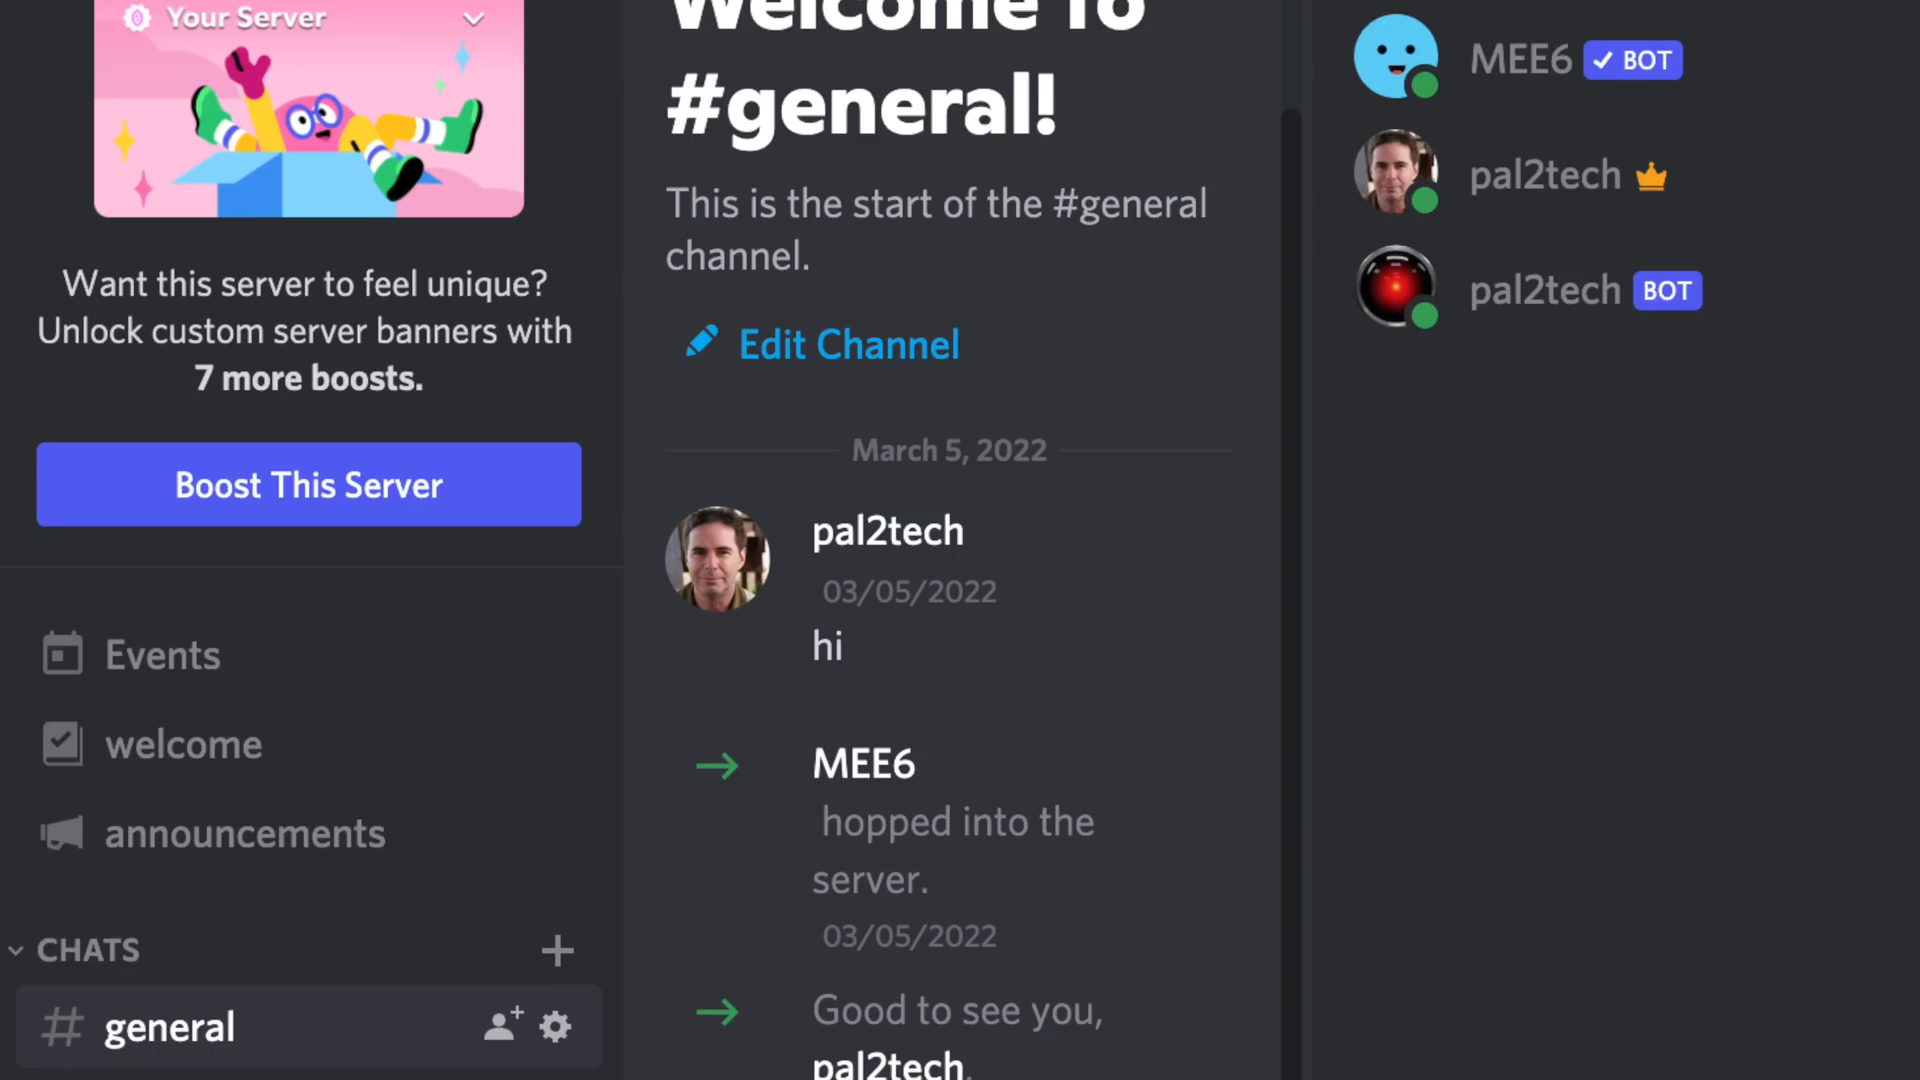 Your Server
Want this server to feel unique?
Unlock custom server banners with
7 more boosts.
Boost This Server
Events
welcome
announcements
CHATS
general
Welcome to
#general!
This is the start of the #general
channel.
Edit Channel
March 5, 2022
pal2tech
03/05/2022
hi
MEE6
hopped into the
server.
03/05/2022
Good to see you,
pal2tech.
MEE6 BOT
pal2tech
pal2tech BOT